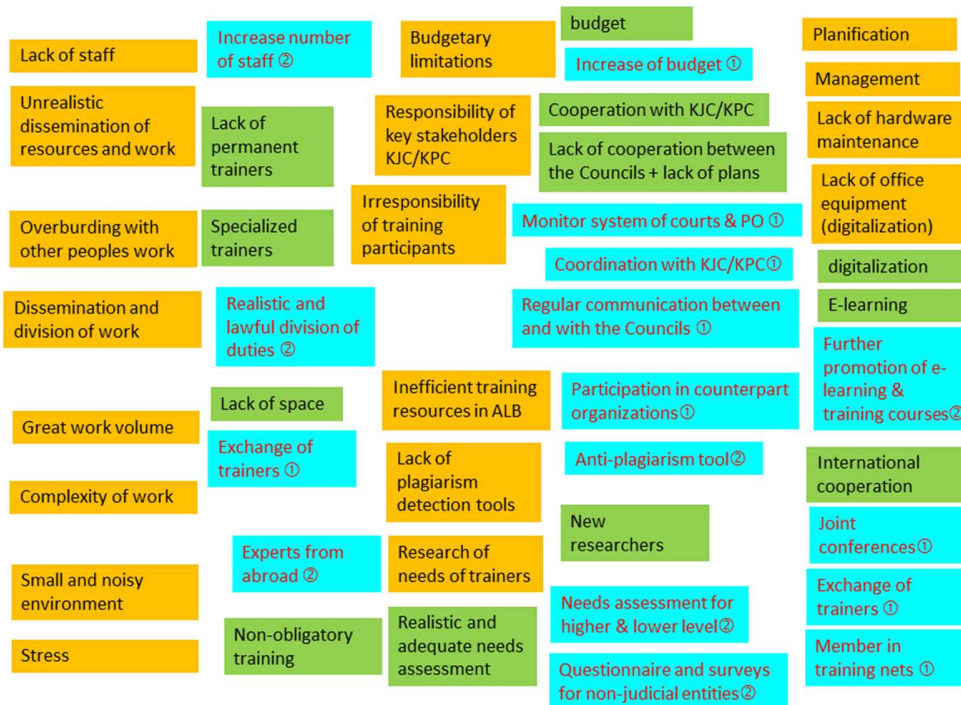 Lack of staff
Unrealistic
dissemination of
resources and work
Overburding with
other peoples work
Dissemination and
division of work
Great work volume
Complexity of work
Small and noisy
environment
Stress
Increase number
of staff ②
Lack of
permanent
trainers
Specialized
trainers
Realistic and
lawful division of
duties ②
Lack of space
Exchange of
trainers ①
Experts from
abroad ②
Non-obligatory
training
Budgetary
limitations
Responsibility of
key stakeholders
KJC/KPC
Irresponsibility
of training
participants
Inefficient training
resources in ALB
Lack of
plagiarism
detection tools
Research of
needs of trainers
Realistic and
adequate needs
assessment
budget
Increase of budget ①
Cooperation with KJC/KPC
Lack of cooperation between
the Councils + lack of plans
Monitor system of courts & PO ①
Coordination with KJC/KPC①
Regular communication between
and with the Councils ①
Participation in counterpart
organizations①
Anti-plagiarism tool②
New
researchers
Needs assessment for
higher & lower level②
Questionnaire and surveys
for non-judicial entities②
Planification
Management
Lack of hardware
maintenance
Lack of office
equipment
(digitalization)
digitalization
E-learning
Further
promotion of e-
learning &
training courses②
International
cooperation
Joint
conferences①
Exchange of
trainers ①
Member in
training nets ①